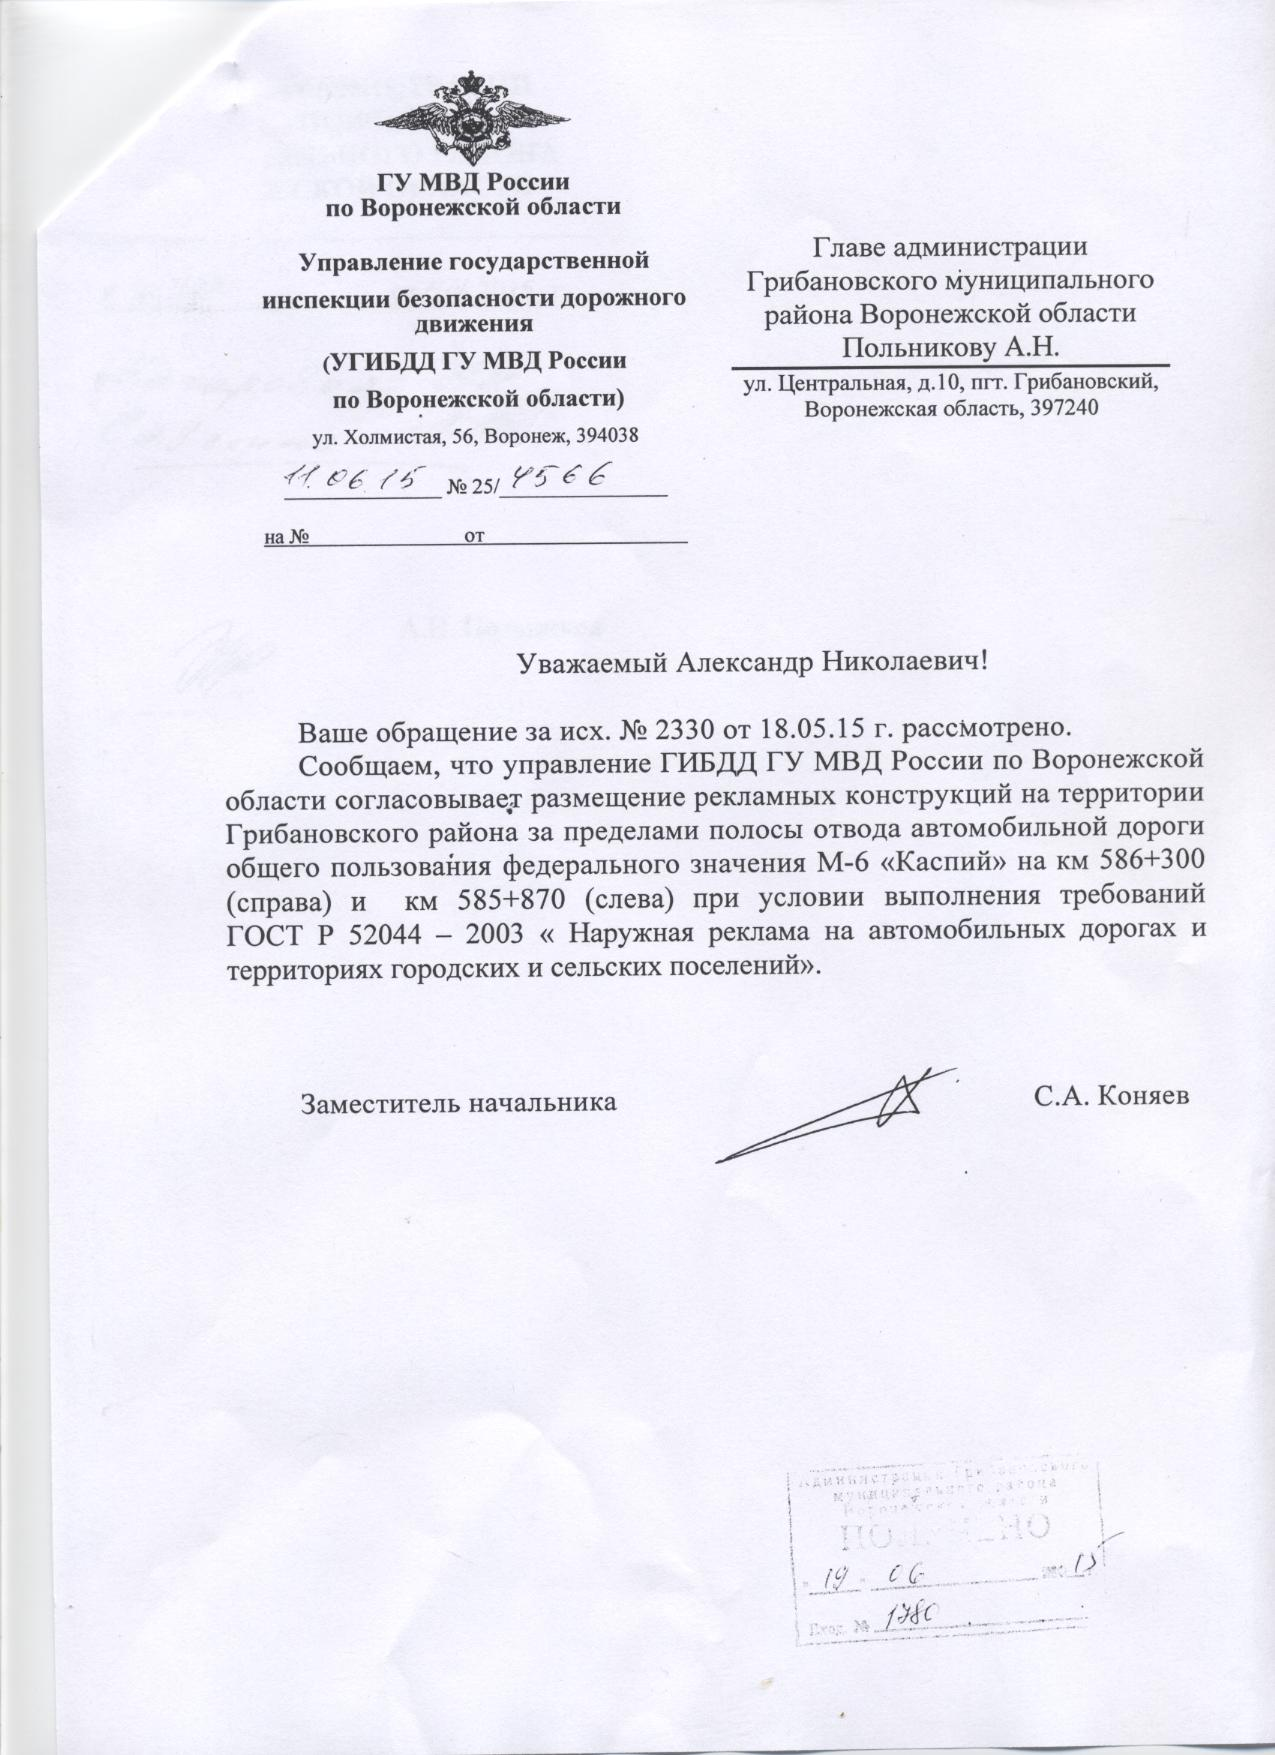 ГУ МВД России
по Воронежской области
Управление государственной
инспекции безопасности дорожного
движения
(УГИБДД ГУ МВД России
по Воронежской области)
ул. Холмистая, 56, Воронеж, 394038
11.06.15 № 25/4566
на № от
Главе администрации
Грибановского муниципального
района Воронежской области
Польникову А.Н.
ул. Центральная, д.10, пгт. Грибановский,
Воронежская область, 397240
Уважаемый Александр Николаевич!
Ваше обращение за исх. № 2330 от 18.05.15 г. рассмотрено.
Сообщаем, что управление ГИБДД ГУ МВД России по Воронежской
области согласовывает размещение рекламных конструкций на территории
Грибановского района за пределами полосы отвода автомобильной дороги
общего пользования федерального значения М-6 «Каспий» на км 586+300
(справа) и км 585+870 (слева) при условии выполнения требований
ГОСТ Р 52044 – 2003 « Наружная реклама на автомобильных дорогах и
территориях городских и сельских поселений».
Заместитель начальника С.А. Коняев
Администрация Грибановского
муниципального района
Воронежской области
" 19 " 06 15
Вход. № 1780